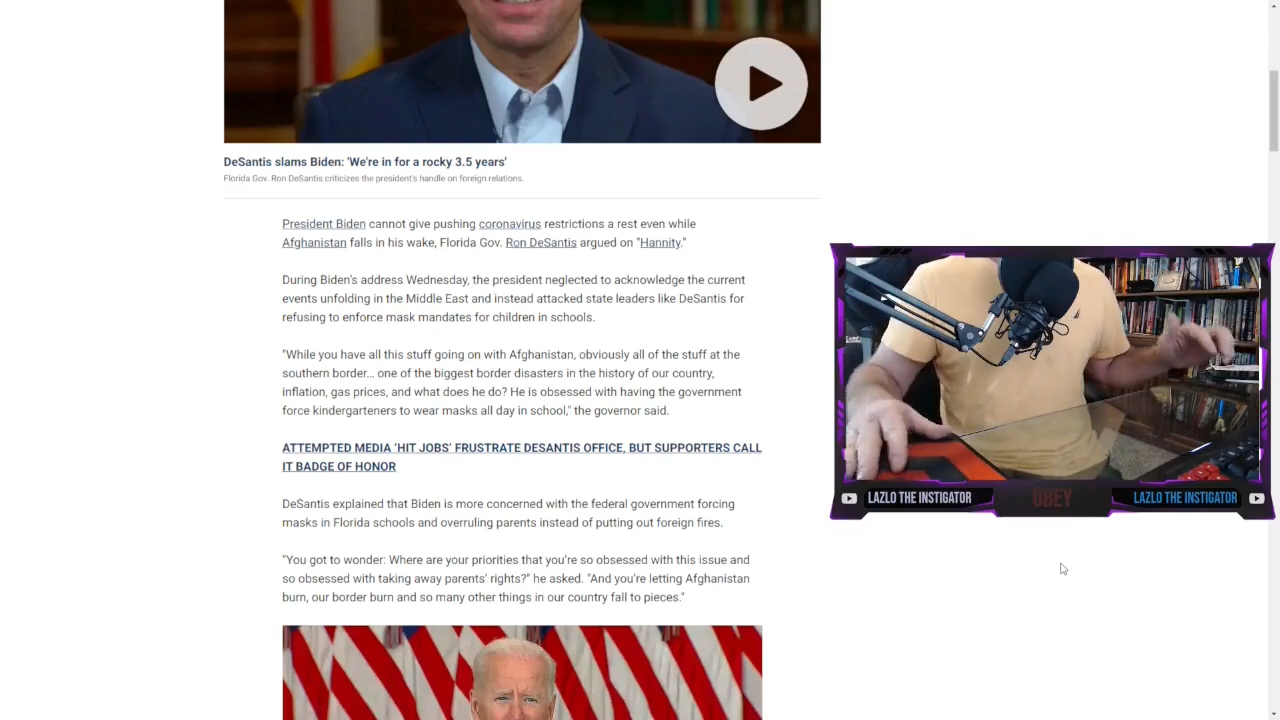 DeSantis slams Biden: 'We're in for a rocky 3.5 years'
Florida Gov. Ron DeSantis criticizes the president's handle on foreign relations.
President Biden cannot give pushing coronavirus restrictions a rest even while
Afghanistan falls in his wake, Florida Gov. Ron DeSantis argued on "Hannity."
During Biden's address Wednesday, the president neglected to acknowledge the current
events unfolding in the Middle East and instead attacked state leaders like DeSantis for
refusing to enforce mask mandates for children in schools.
"While you have all this stuff going on with Afghanistan, obviously all of the stuff at the
southern border… one of the biggest border disasters in the history of our country,
inflation, gas prices, and what does he do? He is obsessed with having the government
force kindergarteners to wear masks all day in school," the governor said.
ATTEMPTED MEDIA 'HIT JOBS' FRUSTRATE DESANTIS OFFICE, BUT SUPPORTERS CALL
IT BADGE OF HONOR
DeSantis explained that Biden is more concerned with the federal government forcing
masks in Florida schools and overruling parents instead of putting out foreign fires.
"You got to wonder: Where are your priorities that you're so obsessed with this issue and
so obsessed with taking away parents' rights?" he asked. "And you're letting Afghanistan
burn, our border burn and so many other things in our country fall to pieces."
LAZLO THE INSTIGATOR
OBEY
LAZLO THE INSTIGATOR